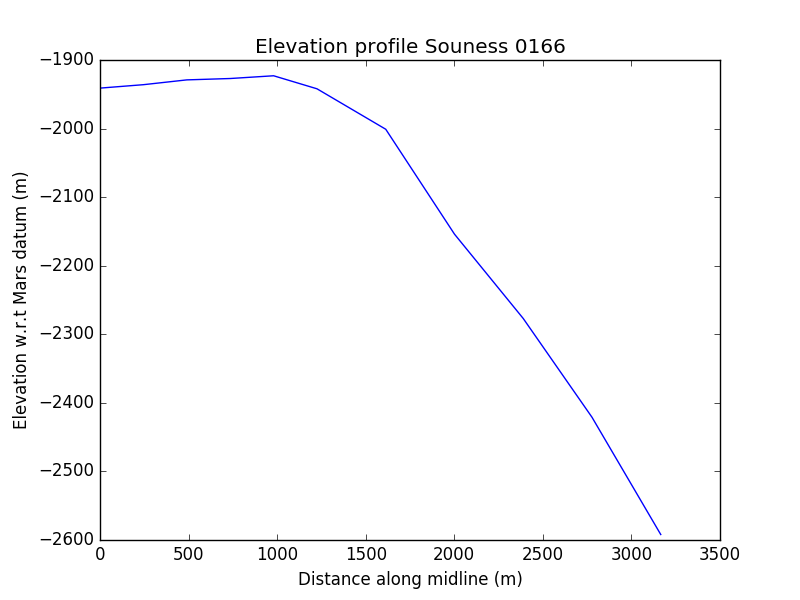 Elevation profile Souness 0166
−1900
−2000
−2100
−2200
−2300
−2400
−2500
−2600
Elevation w.r.t Mars datum (m)
0 500 1000 1500 2000 2500 3000 3500
Distance along midline (m)